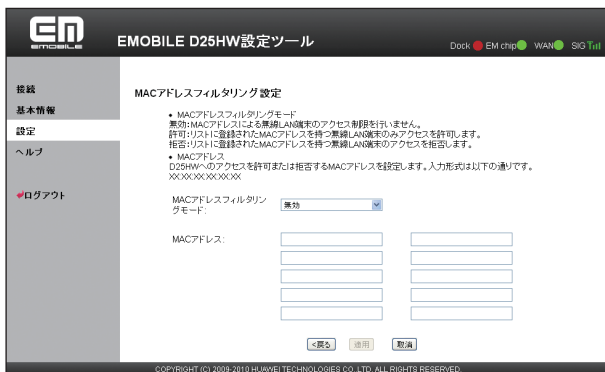 EM
EMOBILE
EMOBILE D25HW設定ツール
Dock EM chip WAN SIG
接続
基本情報
設定
ヘルプ
ログアウト
MACアドレスフィルタリング設定
• MACアドレスフィルタリングモード
無効:MACアドレスによる無線LAN端末のアクセス制限を行いません。
許可:リストに登録されたMACアドレスを持つ無線LAN端末のみアクセスを許可します。
拒否:リストに登録されたMACアドレスを持つ無線LAN端末のアクセスを拒否します。
• MACアドレス
D25HWへのアクセスを許可または拒否するMACアドレスを設定します。入力形式は以下の通りです。
XX:XX:XX:XX:XX:XX
MACアドレスフィルタリン
グモード:
無効
MACアドレス:
<戻る 適用 取消
COPYRIGHT (C) 2009-2010 HUAWEI TECHNOLOGIES CO.,LTD. ALL RIGHTS RESERVED.